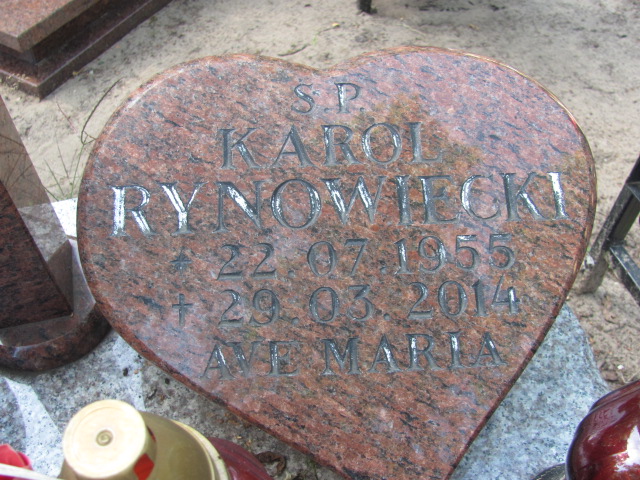 S.P.
KAROL
RYNOWIECKI
* 22.07.1955
+ 29.03.2014
AVE MARIA